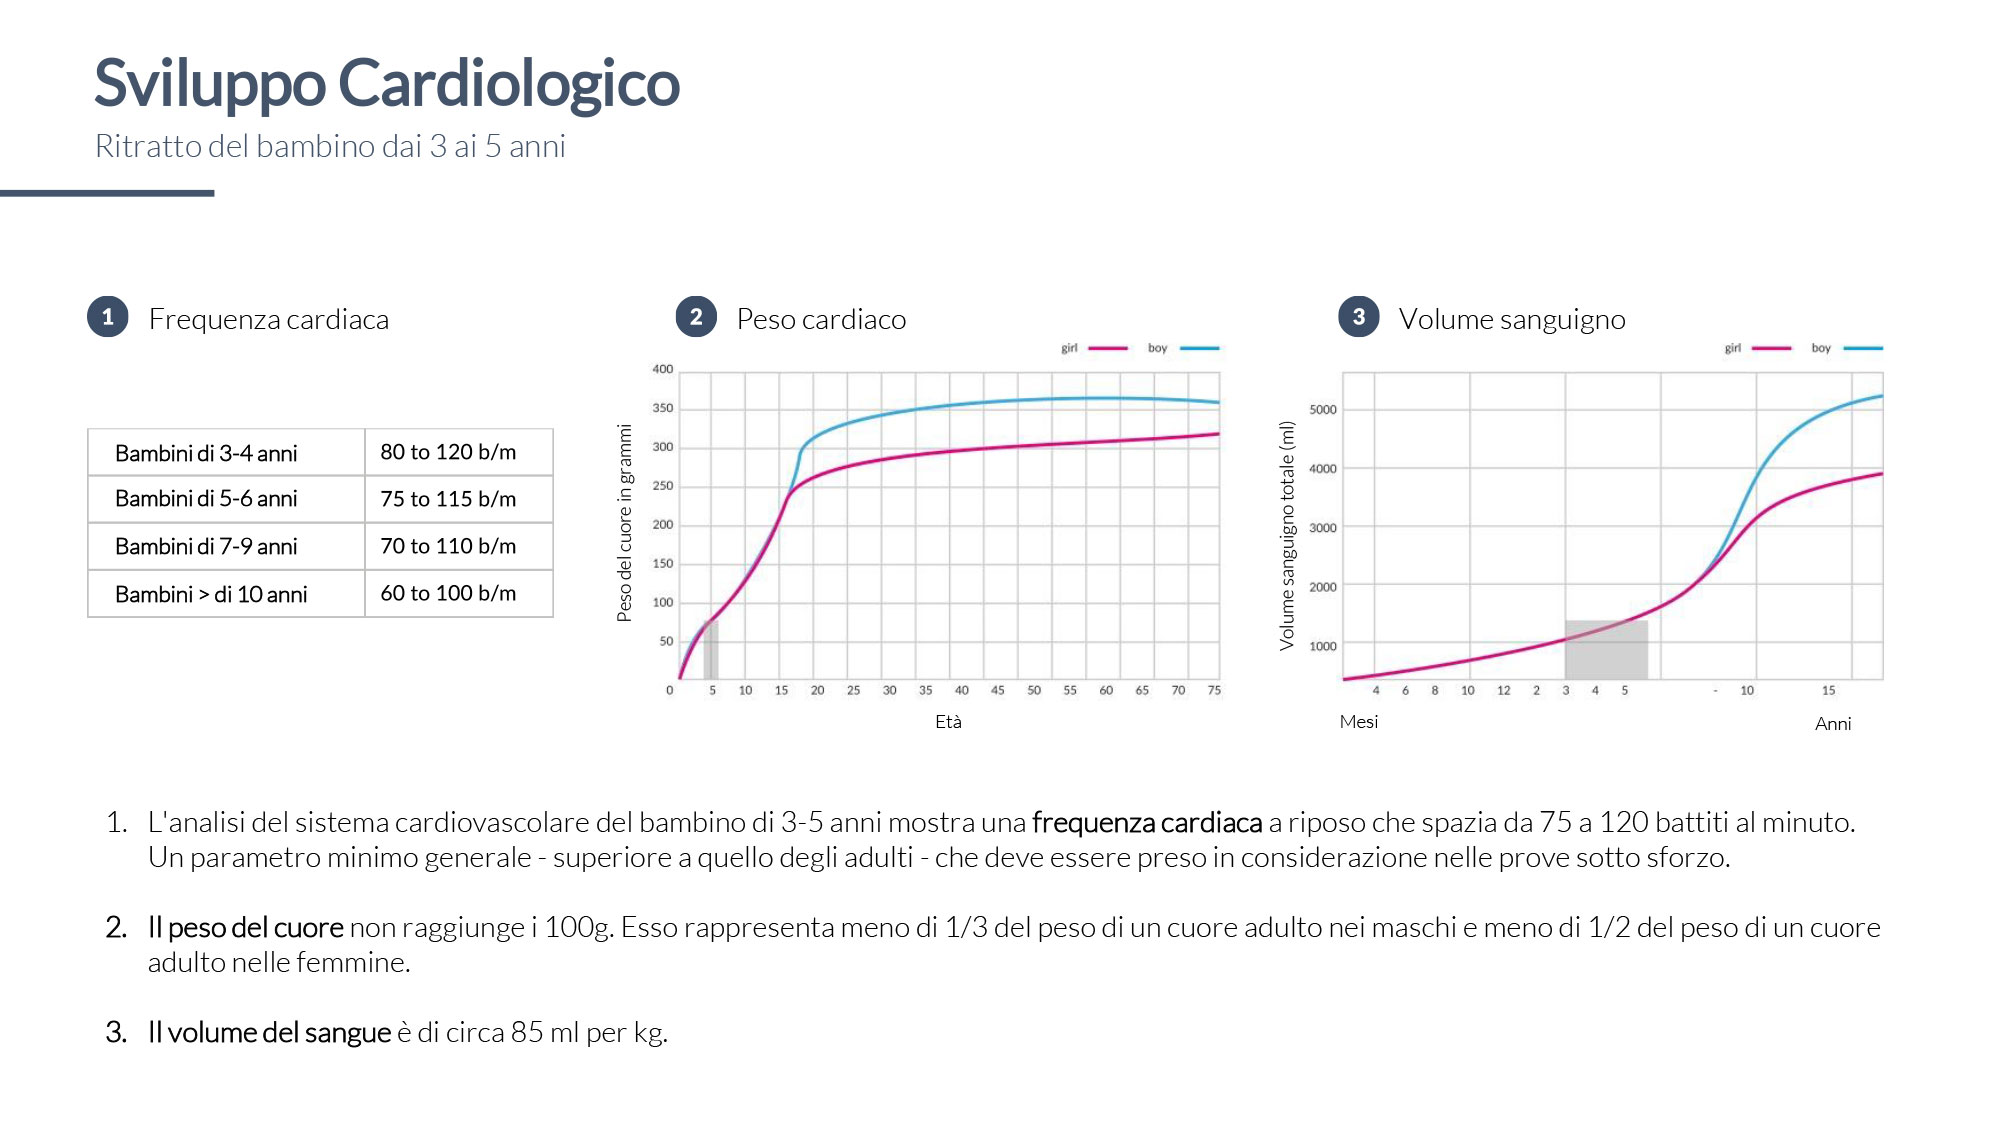 Sviluppo Cardiologico
Ritratto del bambino dai 3 ai 5 anni
1 Frequenza cardiaca
Bambini di 3-4 anni 80 to 120 b/m
Bambini di 5-6 anni 75 to 115 b/m
Bambini di 7-9 anni 70 to 110 b/m
Bambini > di 10 anni 60 to 100 b/m
2 Peso cardiaco
girl boy
Peso del cuore in grammi
400
350
300
250
200
150
100
50
0 5 10 15 20 25 30 35 40 45 50 55 60 65 70 75
Età
3 Volume sanguigno
girl boy
Volume sanguigno totale (ml)
5000
4000
3000
2000
1000
4 6 8 10 12 2 3 4 5 - 10 15
Mesi Anni
1. L'analisi del sistema cardiovascolare del bambino di 3-5 anni mostra una frequenza cardiaca a riposo che spazia da 75 a 120 battiti al minuto.
Un parametro minimo generale - superiore a quello degli adulti - che deve essere preso in considerazione nelle prove sotto sforzo.
2. Il peso del cuore non raggiunge i 100g. Esso rappresenta meno di 1/3 del peso di un cuore adulto nei maschi e meno di 1/2 del peso di un cuore
adulto nelle femmine.
3. Il volume del sangue è di circa 85 ml per kg.